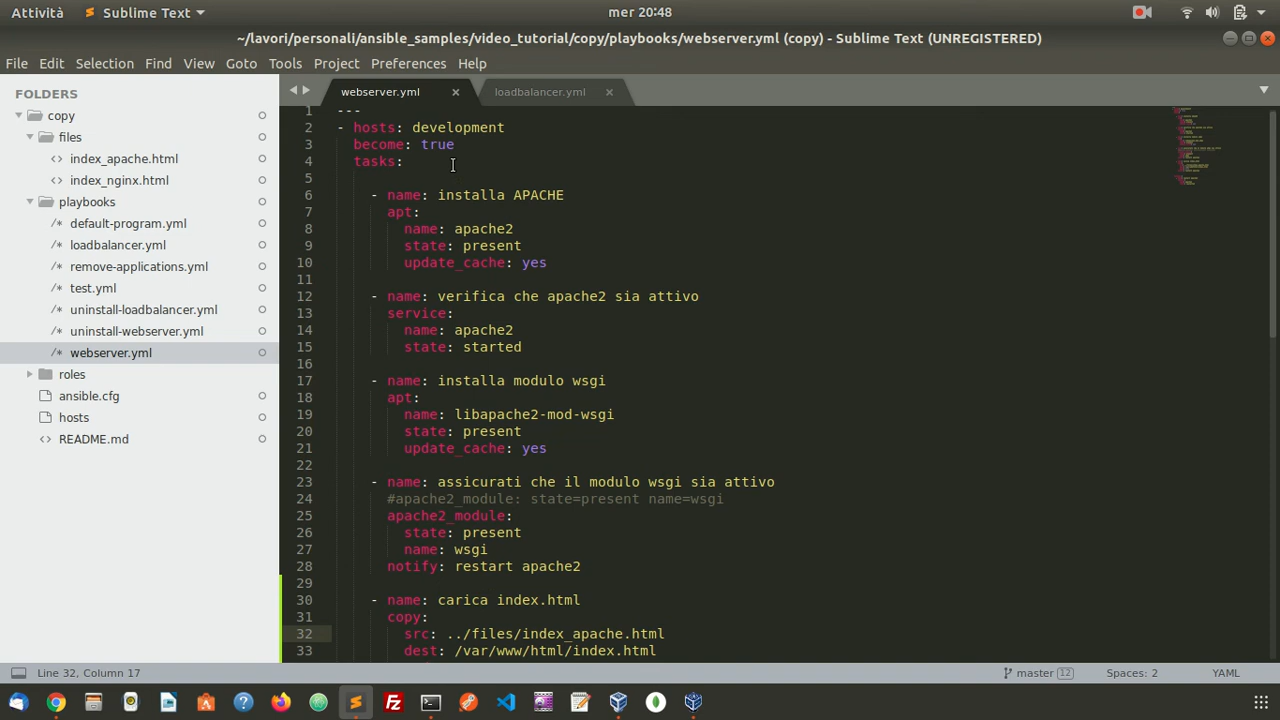 Attività
Sublime Text
mer 20:48
~/lavori/personali/ansible_samples/video_tutorial/copy/playbooks/webserver.yml (copy) - Sublime Text (UNREGISTERED)
File Edit Selection Find View Goto Tools Project Preferences Help
FOLDERS
copy
files
index_apache.html
index_nginx.html
playbooks
default-program.yml
loadbalancer.yml
remove-applications.yml
test.yml
uninstall-loadbalancer.yml
uninstall-webserver.yml
webserver.yml
roles
ansible.cfg
hosts
README.md
webserver.yml
loadbalancer.yml
1 ---
2 - hosts: development
3 become: true
4 tasks:
5
6 - name: installa APACHE
7 apt:
8 name: apache2
9 state: present
10 update_cache: yes
11
12 - name: verifica che apache2 sia attivo
13 service:
14 name: apache2
15 state: started
16
17 - name: installa modulo wsgi
18 apt:
19 name: libapache2-mod-wsgi
20 state: present
21 update_cache: yes
22
23 - name: assicurati che il modulo wsgi sia attivo
24 #apache2_module: state=present name=wsgi
25 apache2_module:
26 state: present
27 name: wsgi
28 notify: restart apache2
29
30 - name: carica index.html
31 copy:
32 src: ../files/index_apache.html
33 dest: /var/www/html/index.html
Line 32, Column 17
master 12
Spaces: 2
YAML